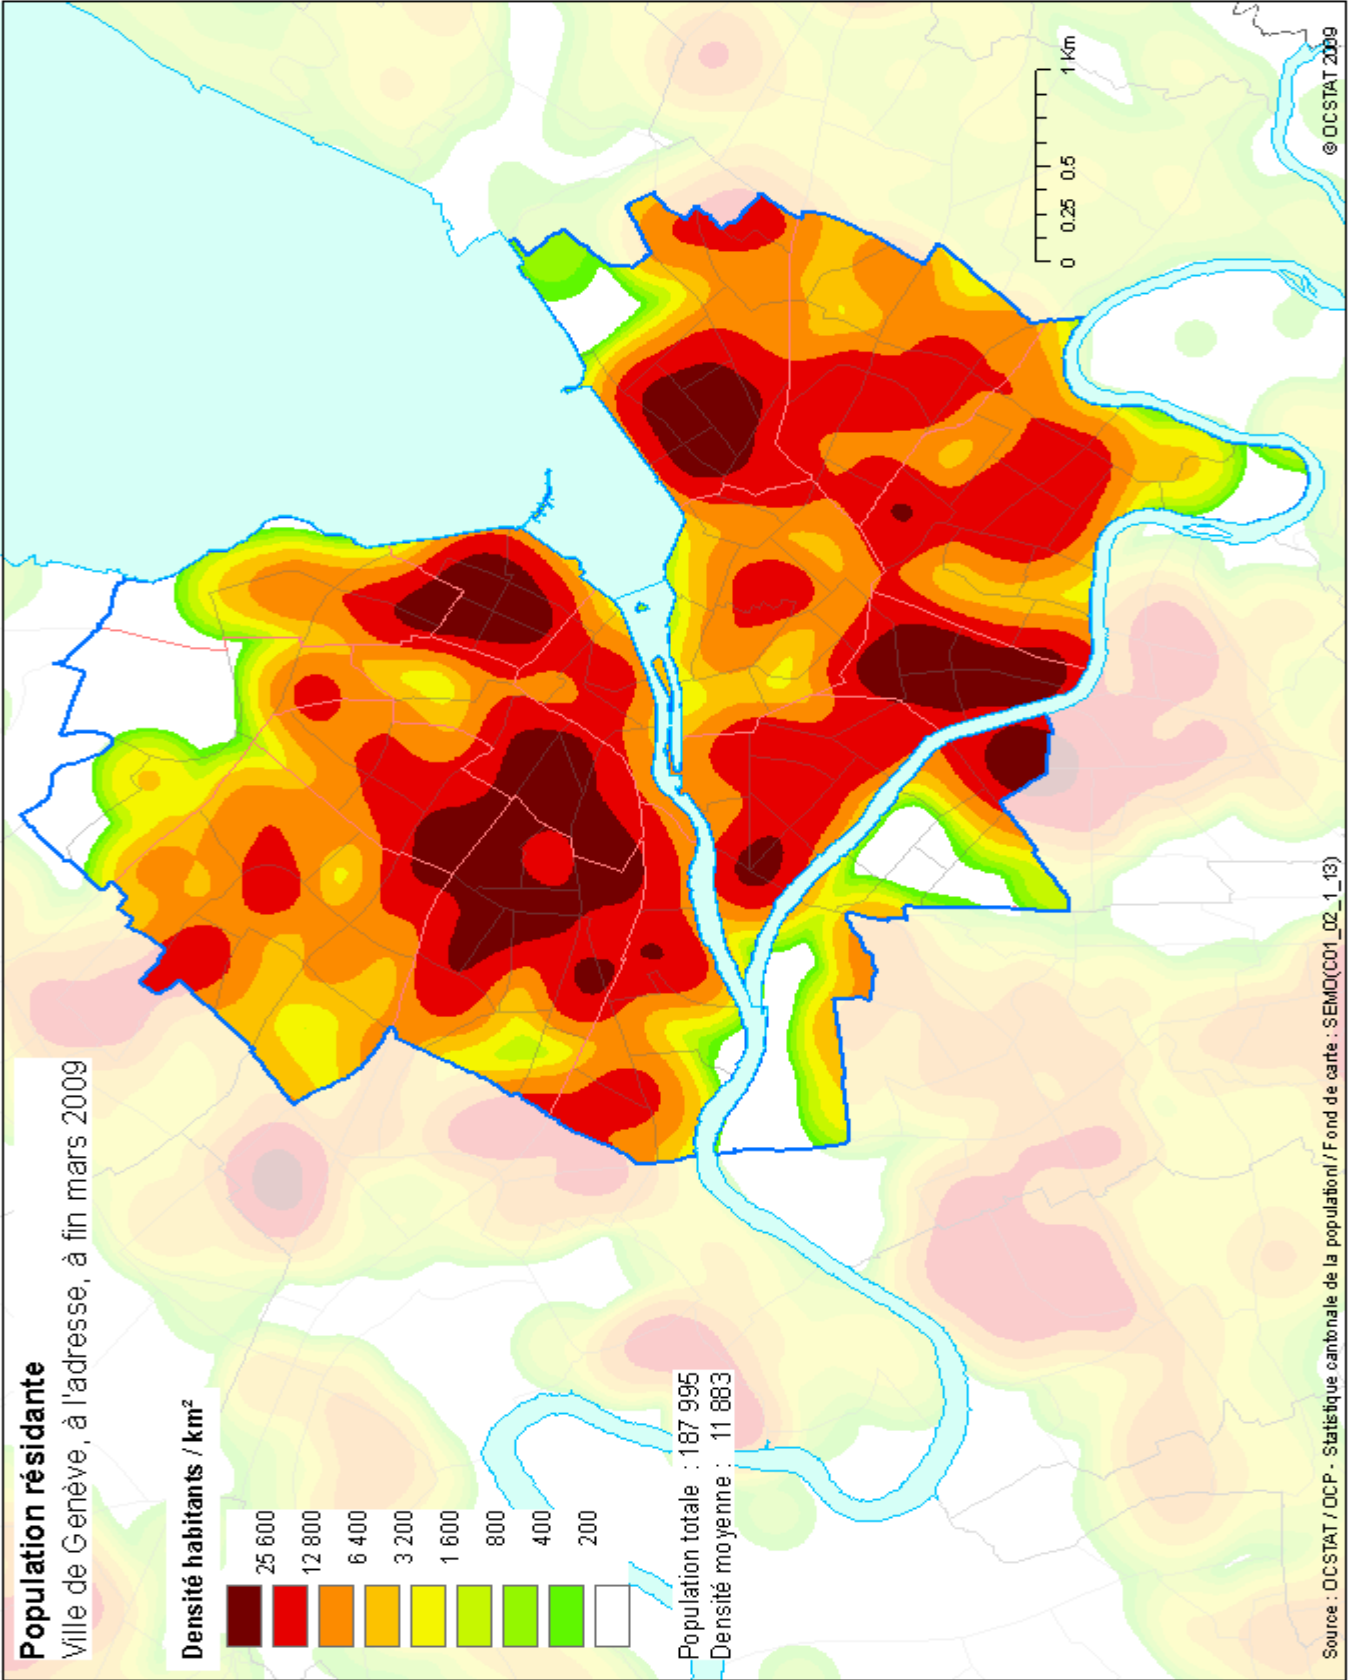 Population résidante
Ville de Genève, à l'adresse, à fin mars 2009
Densité habitants / km²
25 600
12 800
6 400
3 200
1 600
800
400
200
Population totale : 187 995
Densité moyenne : 11 883
0 0.25 0.5 1 Km
Source : OCSTAT / OCP - Statistique cantonale de la population/ / Fond de carte : SEMO(C01_02_1_13)
© OCSTAT 2009